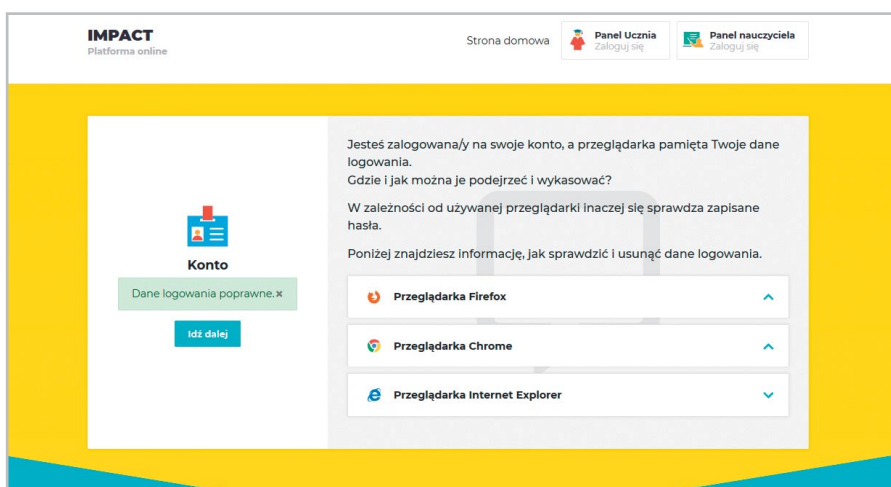 IMPACT
Platforma online
Strona domowa
Panel Ucznia
Zaloguj się
Panel nauczyciela
Zaloguj się
Konto
Dane logowania poprawne.×
Idź dalej
Jesteś zalogowana/y na swoje konto, a przeglądarka pamięta Twoje dane
logowania.
Gdzie i jak można je podejrzeć i wykasować?
W zależności od używanej przeglądarki inaczej się sprawdza zapisane
hasła.
Poniżej znajdziesz informację, jak sprawdzić i usunąć dane logowania.
Przeglądarka Firefox
Przeglądarka Chrome
Przeglądarka Internet Explorer